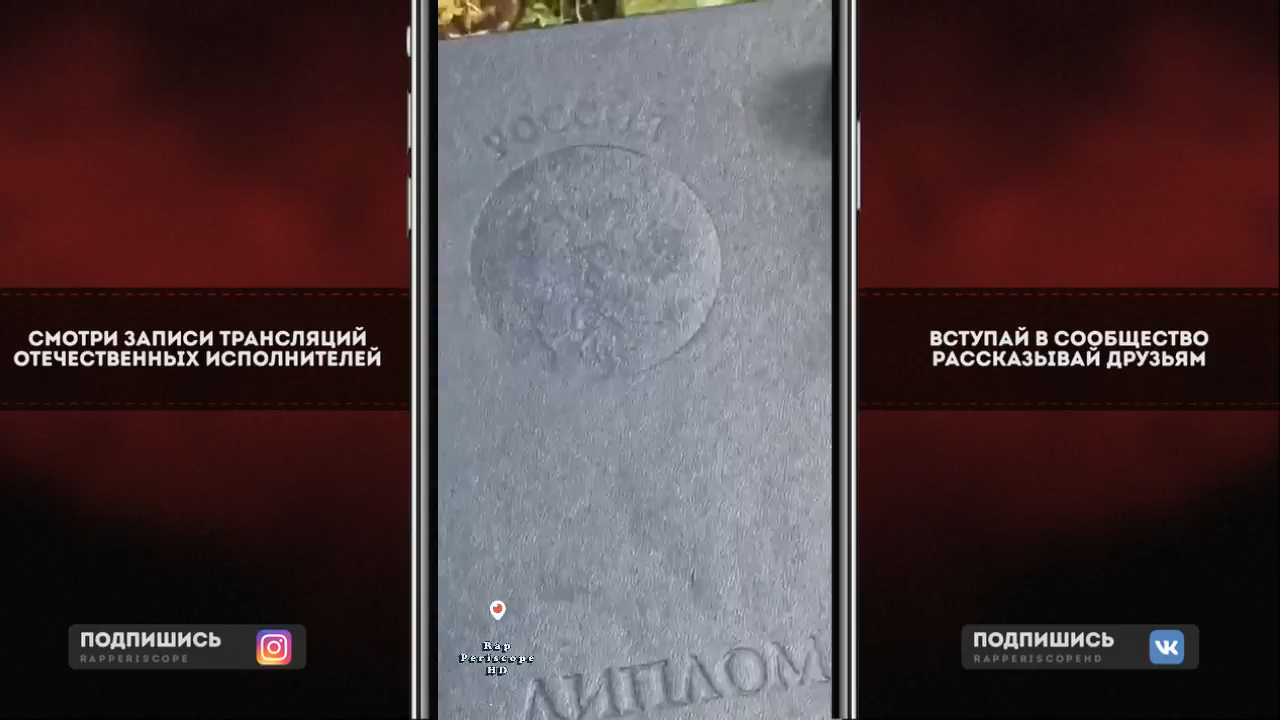 РОССИЯ
СМОТРИ ЗАПИСИ ТРАНСЛЯЦИЙ
ОТЕЧЕСТВЕННЫХ ИСПОЛНИТЕЛЕЙ
ВСТУПАЙ В СООБЩЕСТВО
РАССКАЗЫВАЙ ДРУЗЬЯМ
ПОДПИШИСЬ
RAPPERISCOPE
Rap
Periscope
HD
ДИПЛОМ
ПОДПИШИСЬ
RAPPERISCOPEHD